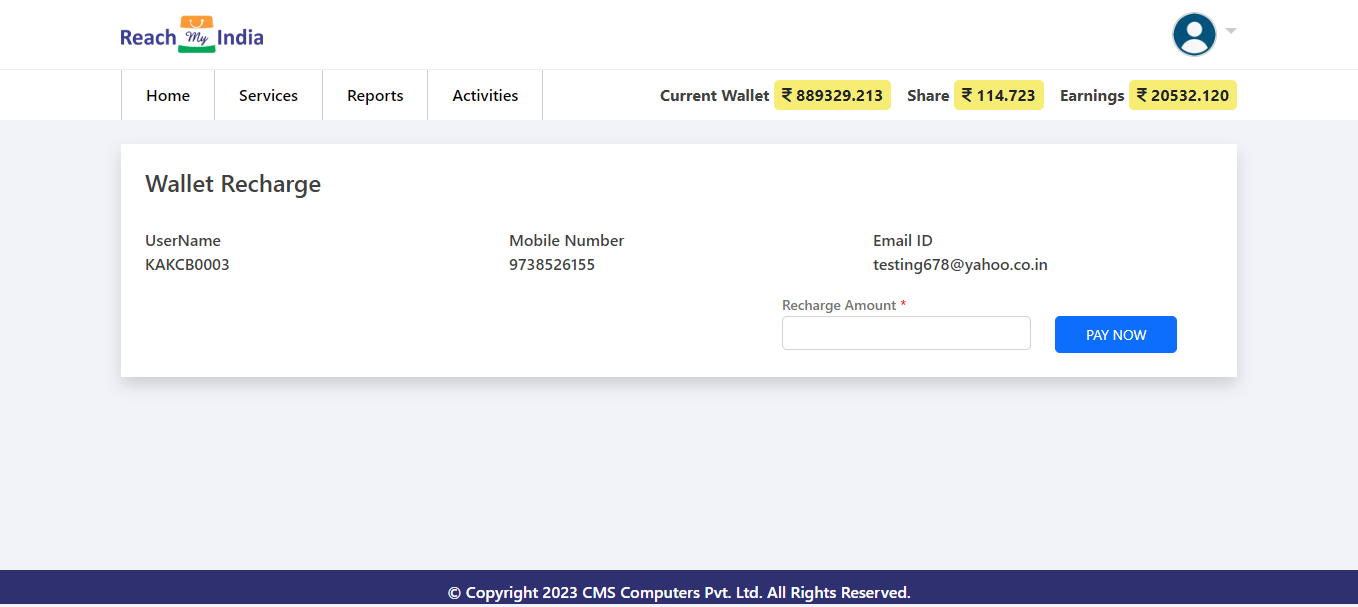 Reach My India
Home Services Reports Activities Current Wallet ₹ 889329.213 Share ₹ 114.723 Earnings ₹ 20532.120
Wallet Recharge
UserName Mobile Number Email ID
KAKCB0003 9738526155 testing678@yahoo.co.in
Recharge Amount *
PAY NOW
© Copyright 2023 CMS Computers Pvt. Ltd. All Rights Reserved.